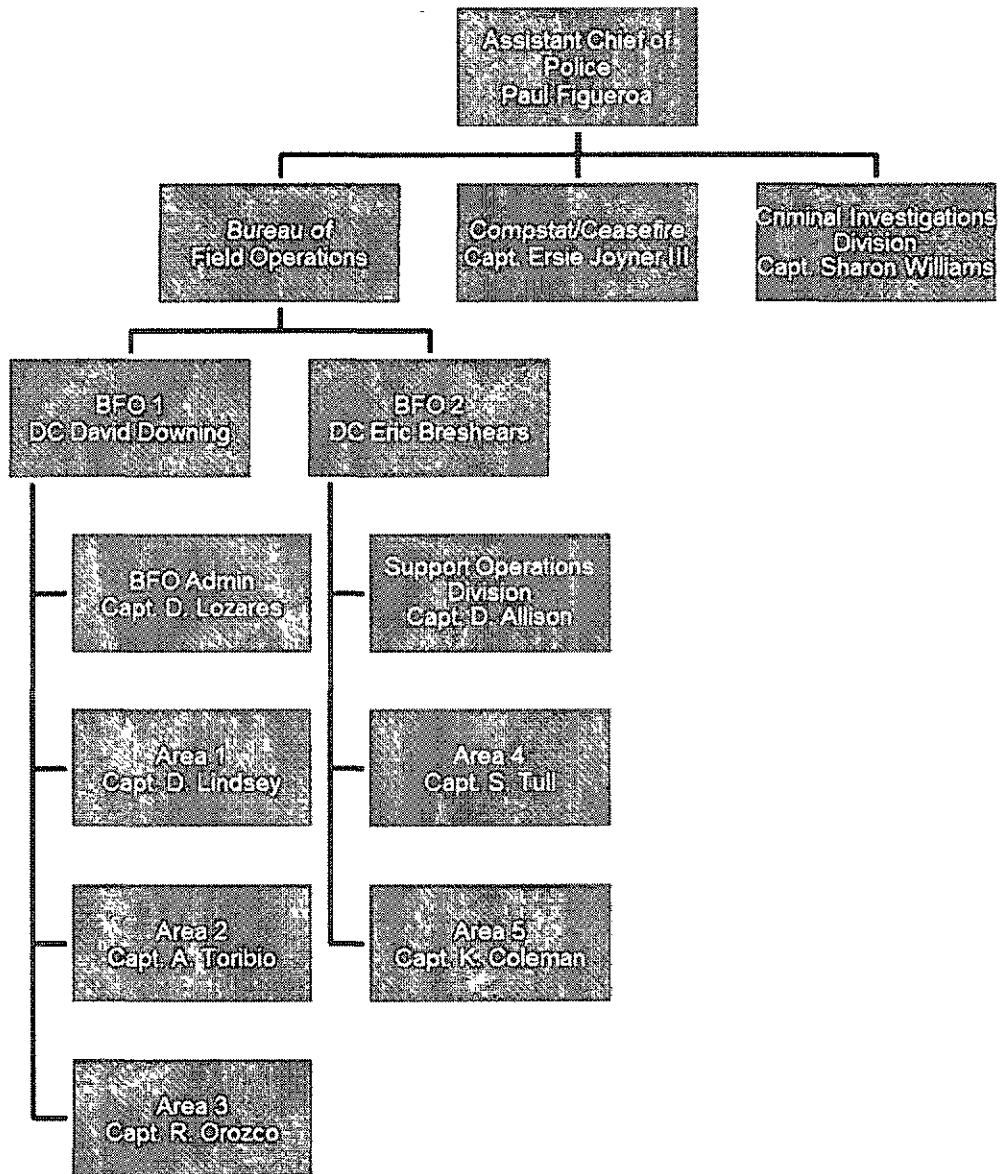 Assistant Chief of
Police
Paul Figueroa
Bureau of
Field Operations
Compstat/Ceasefire
Capt. Ersie Joyner III
Criminal Investigations
Division
Capt. Sharon Williams
BFO 1
DC David Downing
BFO 2
DC Eric Breshears
BFO Admin
Capt. D. Lozares
Support Operations
Division
Capt. D. Allison
Area 1
Capt. D. Lindsey
Area 4
Capt. S. Tull
Area 2
Capt. A. Toribio
Area 5
Capt. K. Coleman
Area 3
Capt. R. Orozco